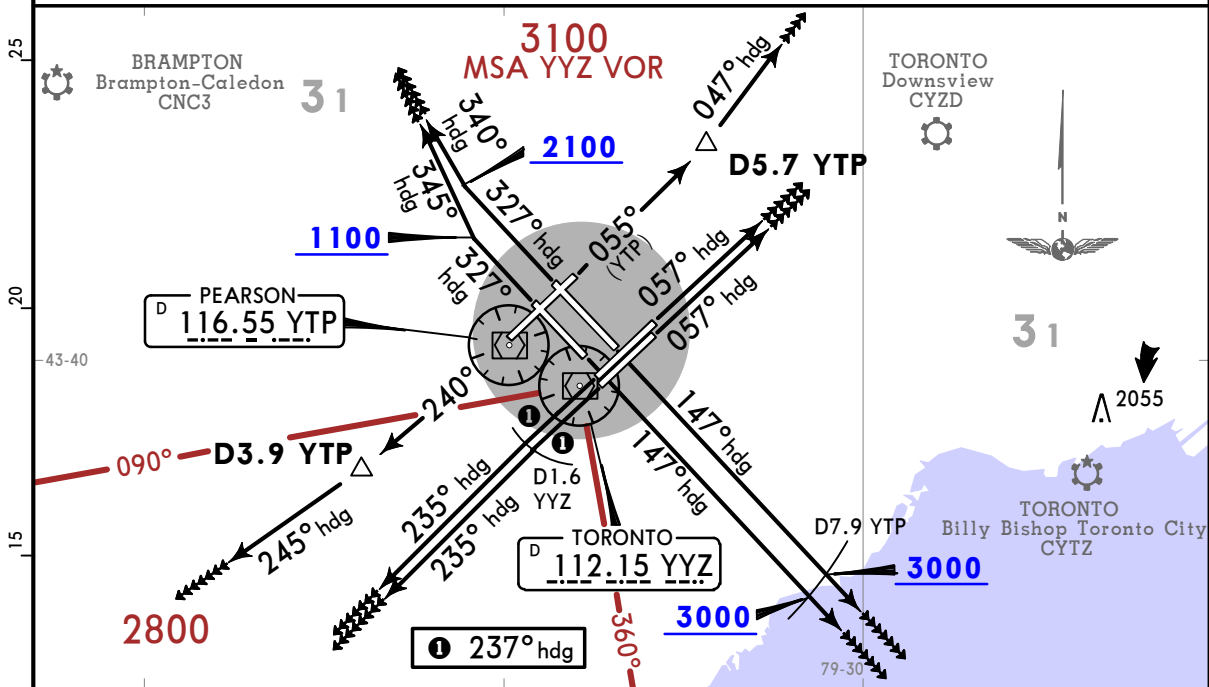 25
BRAMPTON
Brampton-Caledon
CNC3
31
3100
MSA YYZ VOR
TORONTO
Downsview
CYZD
047° hdg
340° hdg
2100
D5.7 YTP
345° hdg
327° hdg
055°
(YTP)
1100
327° hdg
057° hdg
057° hdg
N
20
PEARSON
D 116.55 YTP
31
43-40
2055
240°
090°
D3.9 YTP
1
1
D1.6
YYZ
147° hdg
147° hdg
235° hdg
235° hdg
245° hdg
TORONTO
Billy Bishop Toronto City
CYTZ
D7.9 YTP
15
TORONTO
D 112.15 YYZ
3000
3000
2800
1 237° hdg
360°
79-30